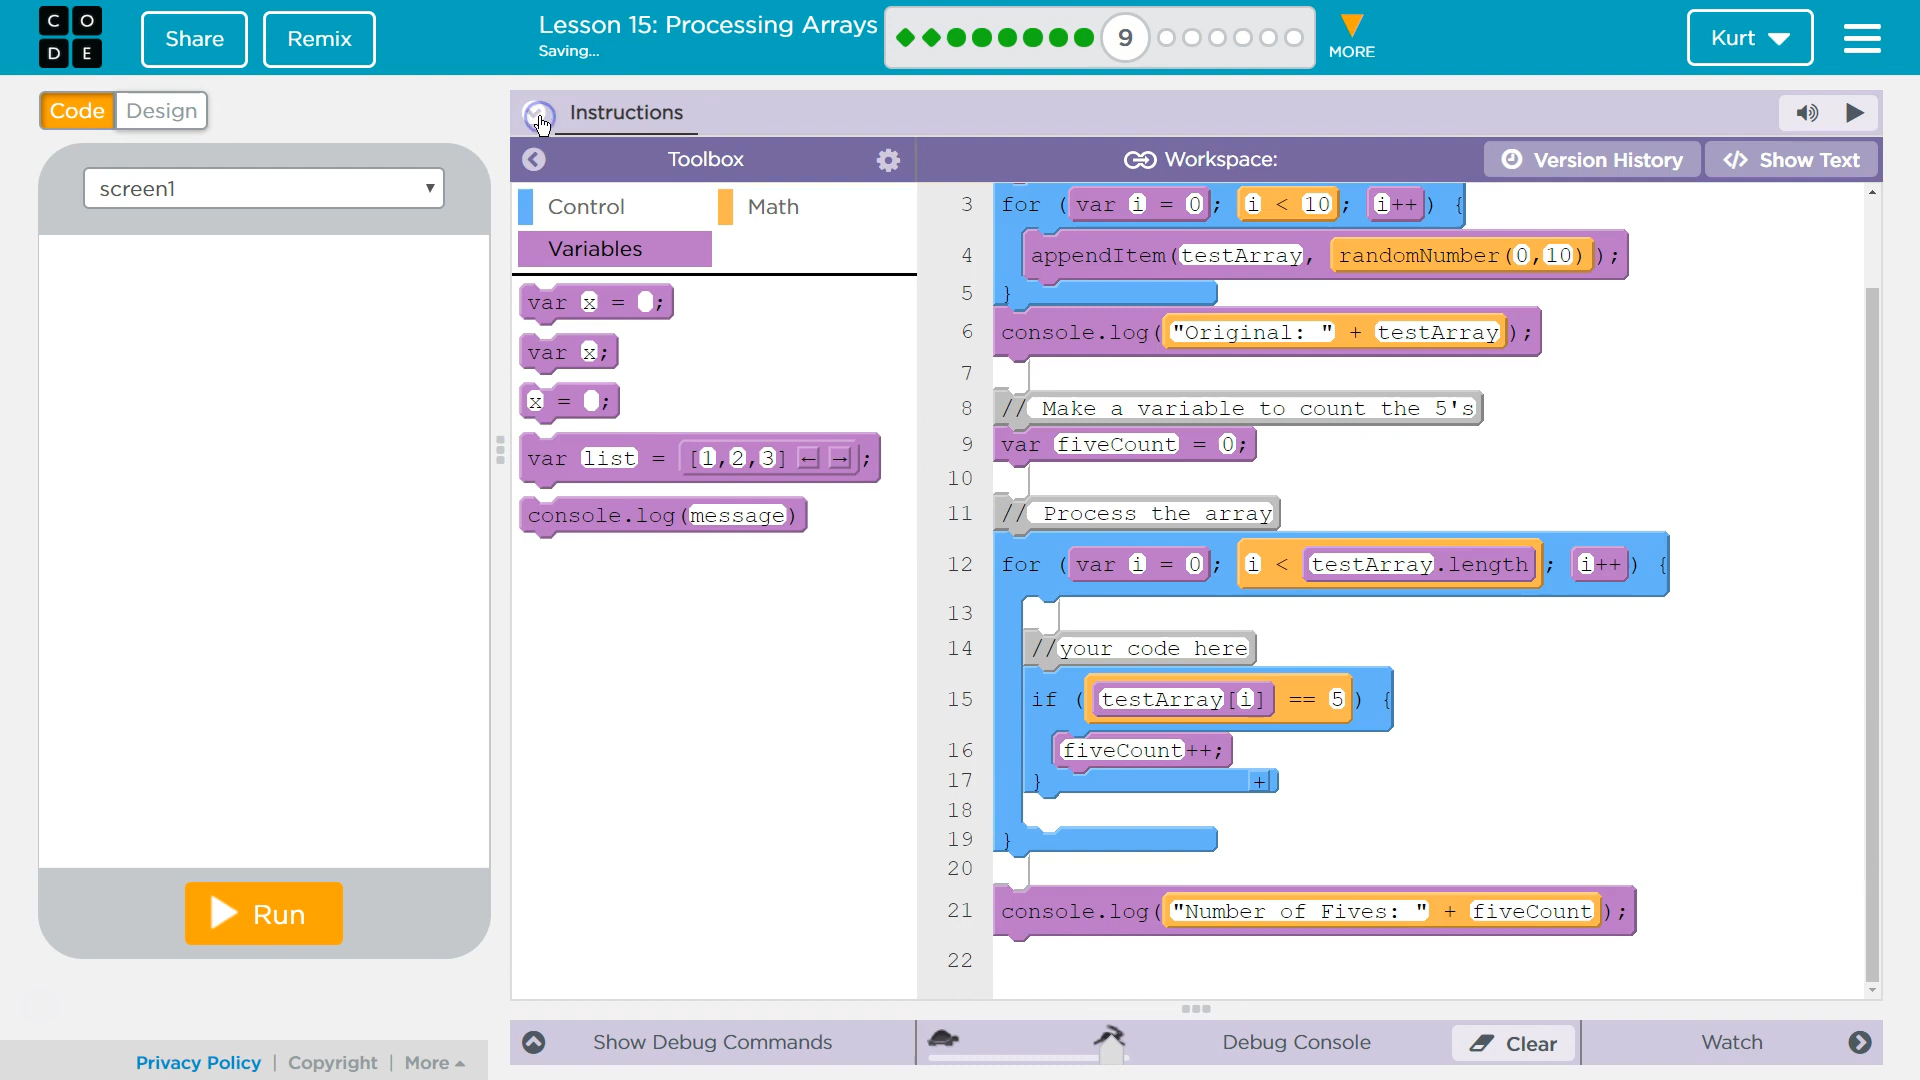 CODE
Share
Remix
Lesson 15: Processing Arrays
Saving...
9
MORE
Kurt
Code
Design
Instructions
Toolbox
Workspace:
Version History
</> Show Text
screen1
Control
Math
Variables
var x = ;
var x;
x = ;
var list = [1,2,3] ← → ;
console.log(message)
3 for (var i = 0; i < 10; i++) {
4 appendItem(testArray, randomNumber(0,10));
5 }
6 console.log("Original: " + testArray);
7
8 // Make a variable to count the 5's
9 var fiveCount = 0;
10
11 // Process the array
12 for (var i = 0; i < testArray.length; i++) {
13
14 //your code here
15 if (testArray[i] == 5) {
16 fiveCount++;
17 } +
18
19 }
20
21 console.log("Number of Fives: " + fiveCount);
22
Run
Show Debug Commands
Debug Console
Clear
Watch
Privacy Policy | Copyright | More